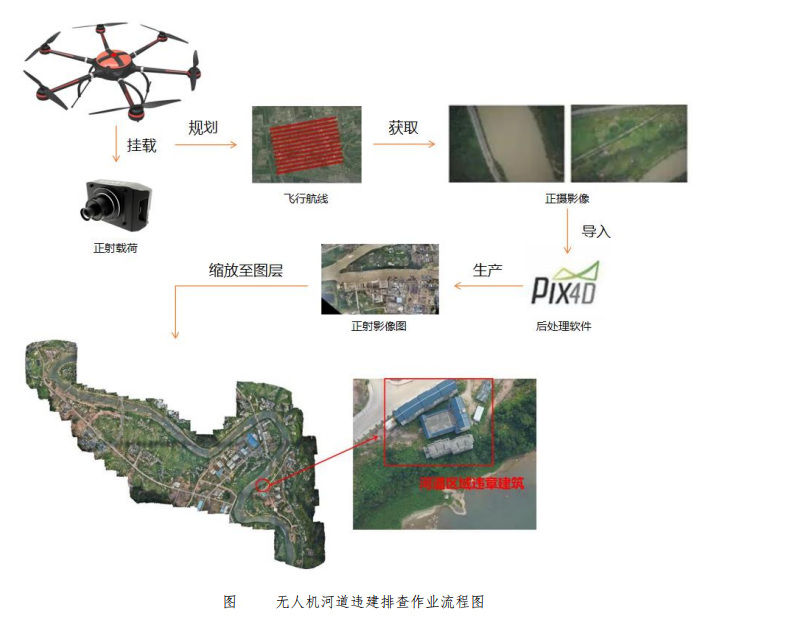 挂载
规划
获取
正射载荷
飞行航线
正摄影像
导入
缩放至图层
生产
PIX4D
正射影像图
后处理软件
河道区域违章建筑
图 无人机河道违建排查作业流程图